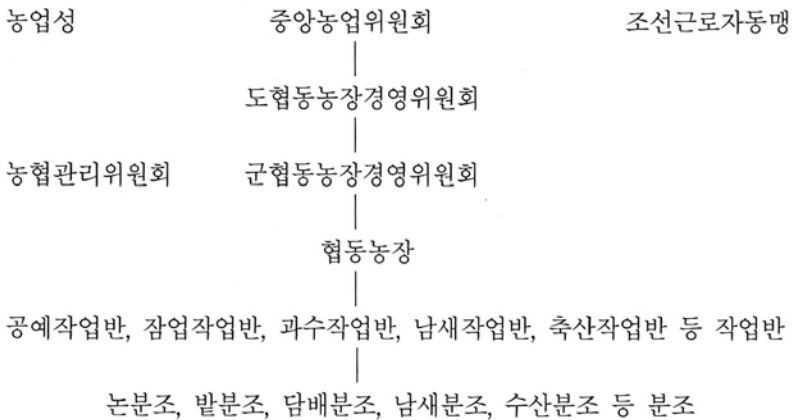 농업성 중앙농업위원회 조선근로자동맹
도협동농장경영위원회
농협관리위원회 군협동농장경영위원회
협동농장
공예작업반, 잠업작업반, 과수작업반, 남새작업반, 축산작업반 등 작업반
논분조, 밭분조, 담배분조, 남새분조, 수산분조 등 분조